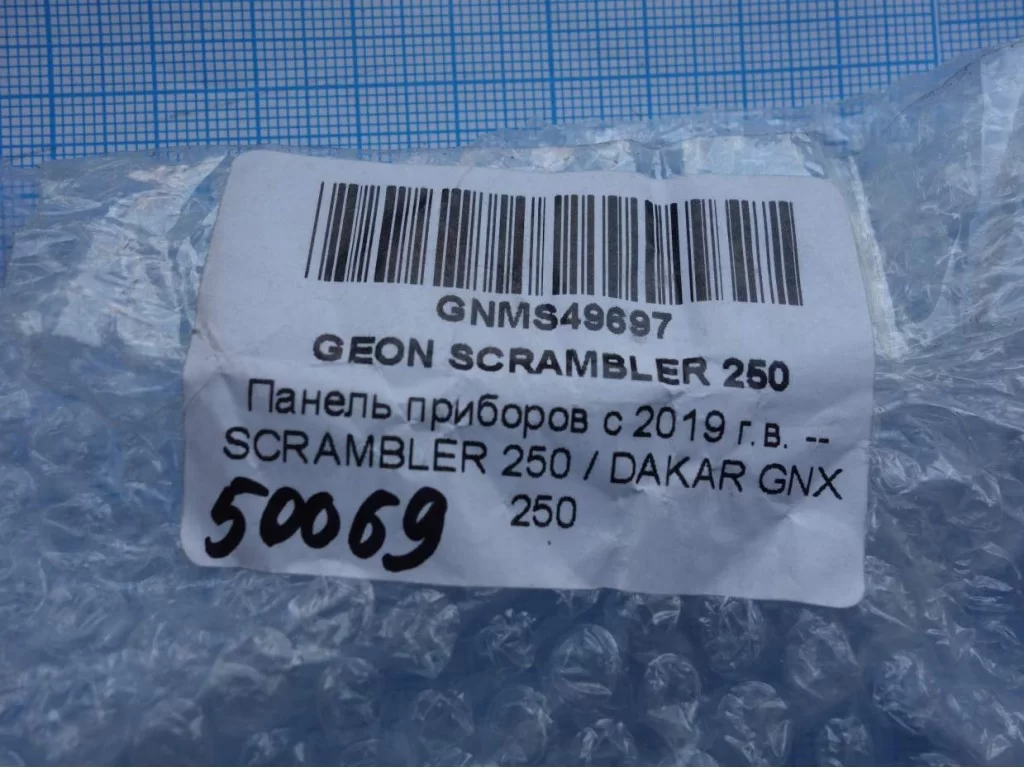 GNMS49697
GEON SCRAMBLER 250
Панель приборов с 2019 г.в. --
SCRAMBLER 250 / DAKAR GNX
250
50069